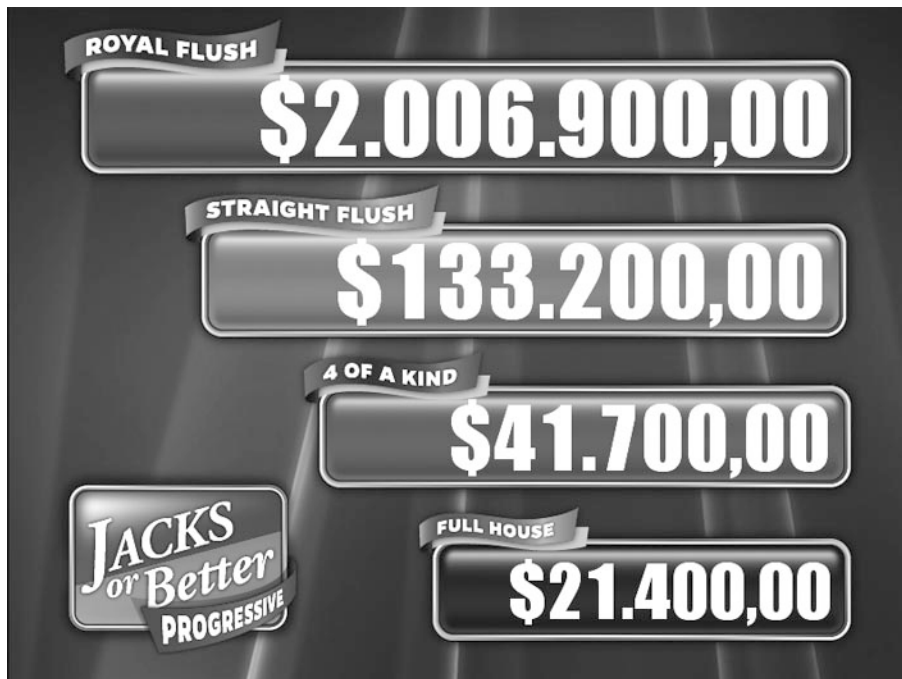 ROYAL FLUSH
$2.006.900,00
STRAIGHT FLUSH
$133.200,00
4 OF A KIND
$41.700,00
FULL HOUSE
$21.400,00
JACKS
or Better
PROGRESSIVE